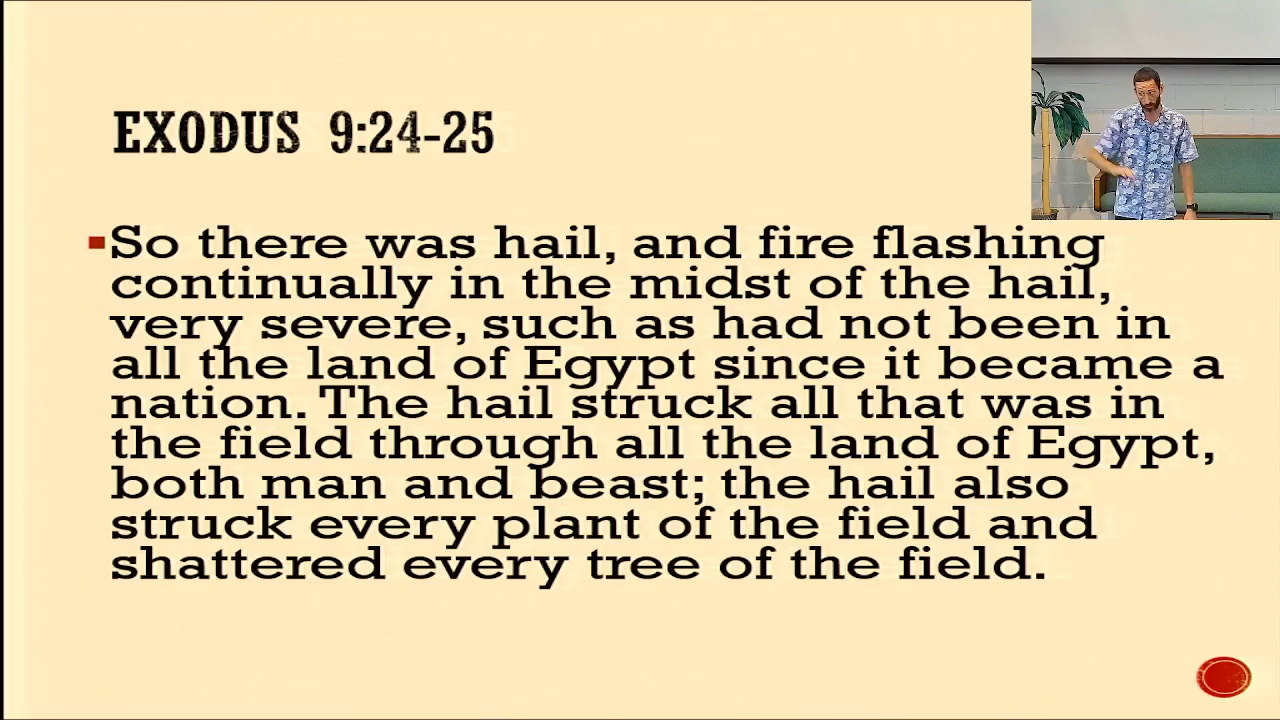 EXODUS 9:24-25
So there was hail, and fire flashing
continually in the midst of the hail,
very severe, such as had not been in
all the land of Egypt since it became a
nation. The hail struck all that was in
the field through all the land of Egypt,
both man and beast; the hail also
struck every plant of the field and
shattered every tree of the field.